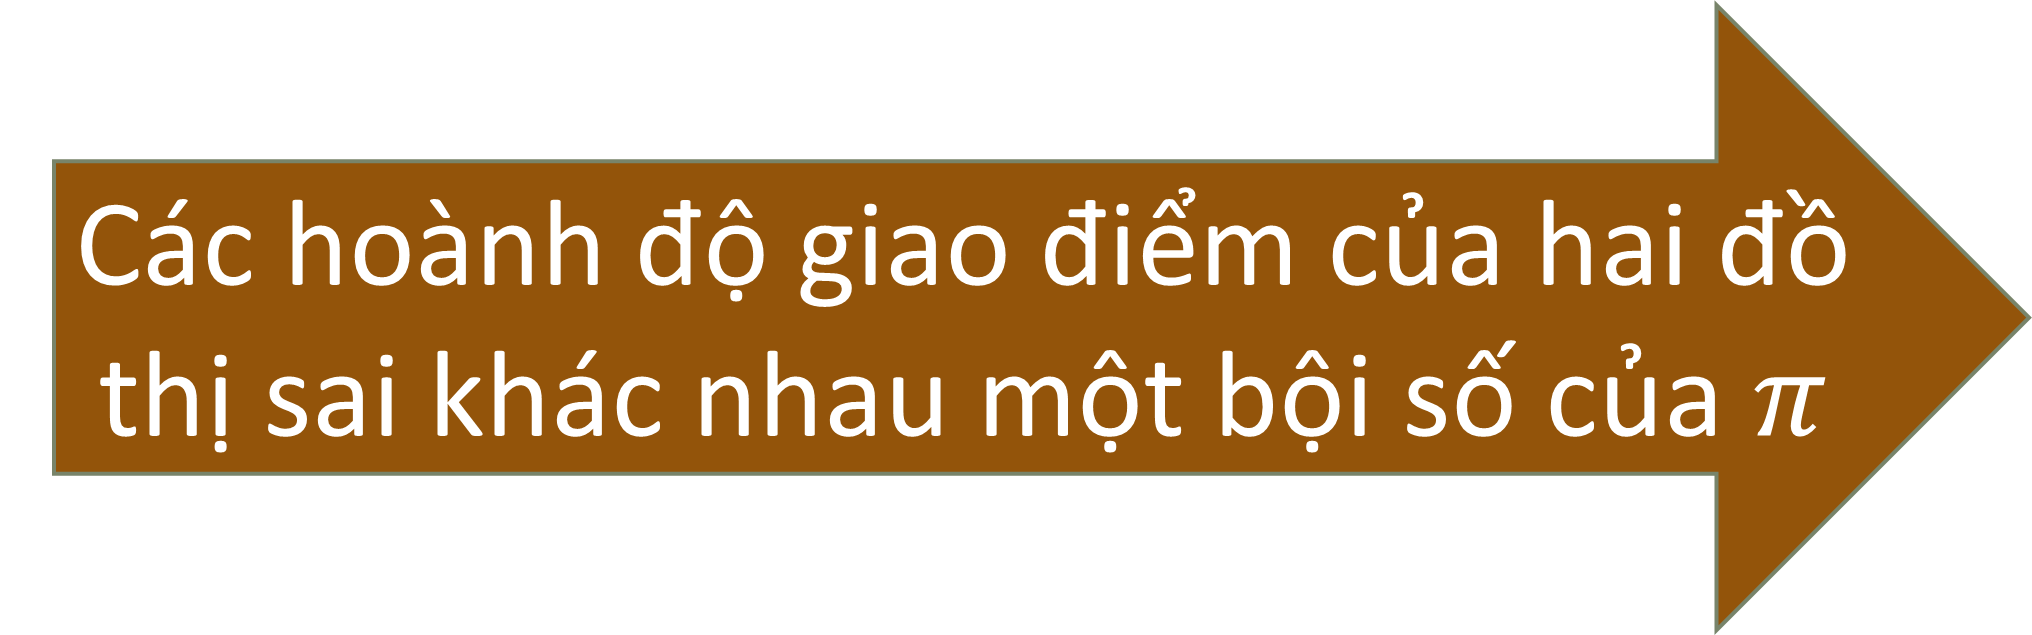 Các hoành độ giao điểm của hai đồ
thị sai khác nhau một bội số của π